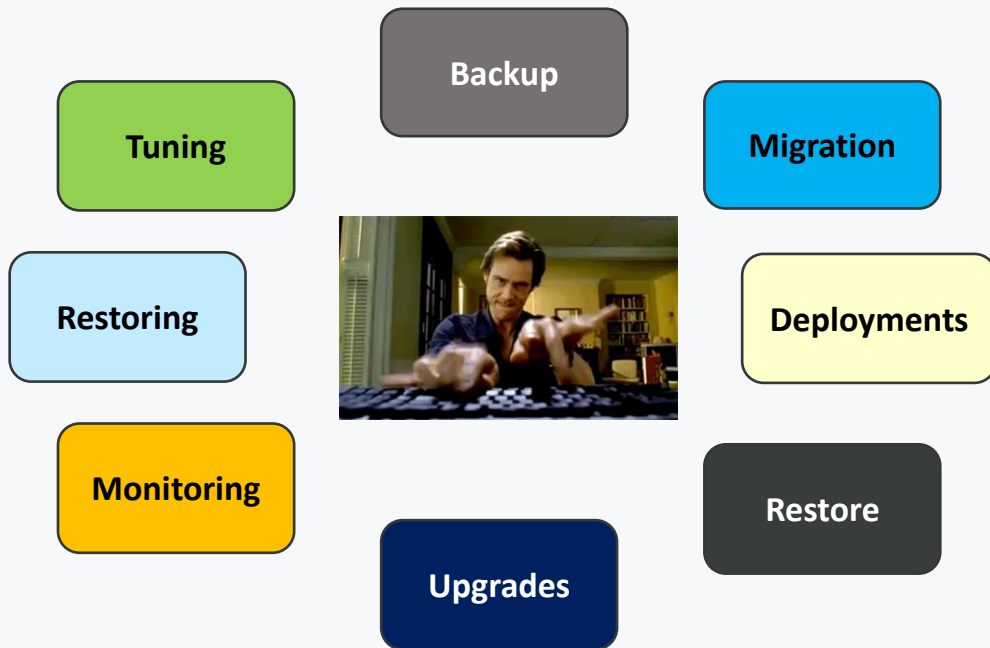 Backup
Tuning
Migration
Restoring
Deployments
Monitoring
Restore
Upgrades